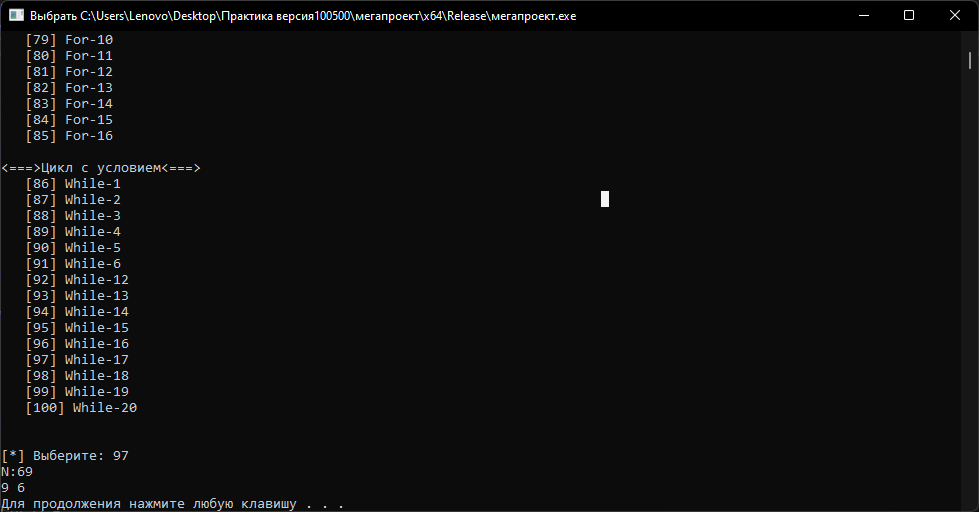 Выбрать C:\Users\Lenovo\Desktop\Практика версия100500\мегапроект\x64\Release\мегапроект.exe
[79] For-10
[80] For-11
[81] For-12
[82] For-13
[83] For-14
[84] For-15
[85] For-16
<===>Цикл с условием<===>
[86] While-1
[87] While-2
[88] While-3
[89] While-4
[90] While-5
[91] While-6
[92] While-12
[93] While-13
[94] While-14
[95] While-15
[96] While-16
[97] While-17
[98] While-18
[99] While-19
[100] While-20
[*] Выберите: 97
N:69
9 6
Для продолжения нажмите любую клавишу . . .